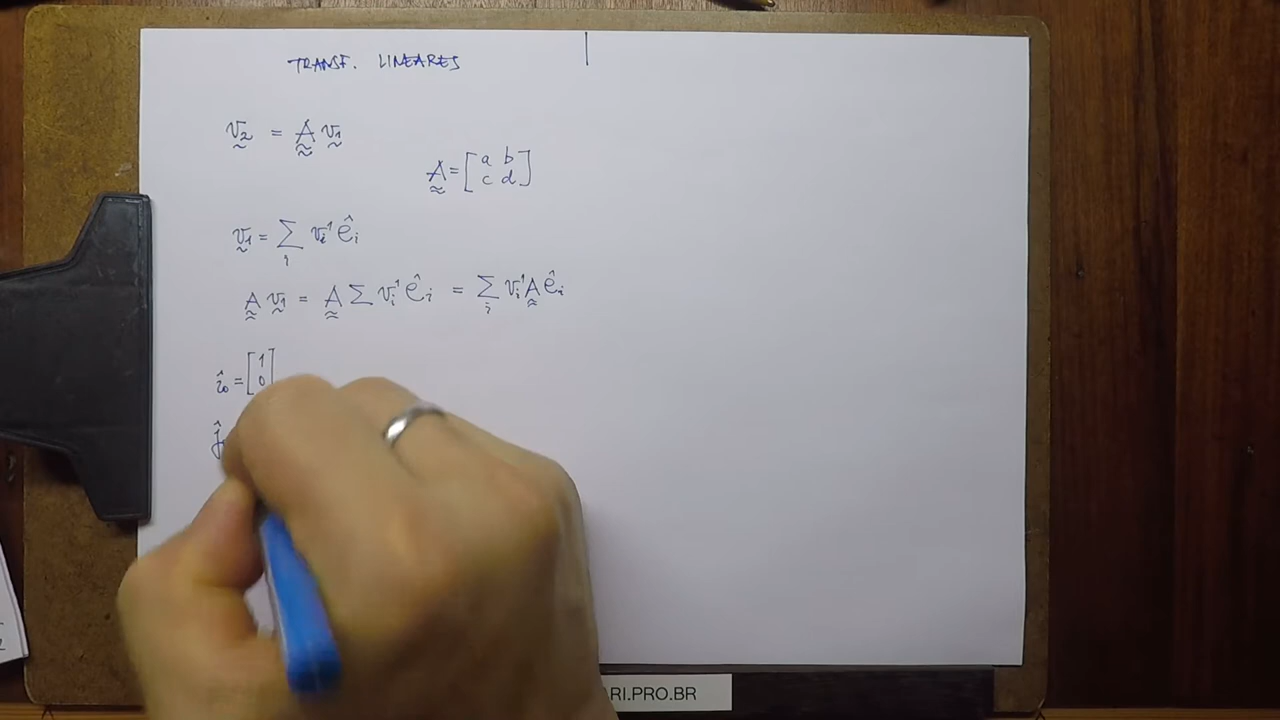 TRANSF. LINEARES
v₂ = A v₁
A = [a b
c d]
v₁ = Σᵢ vᵢ¹ êᵢ
A v₁ = A Σ vᵢ¹ êᵢ = Σᵢ vᵢ¹ A êᵢ
î₀ = [1
0]
ĵ
ARI.PRO.BR